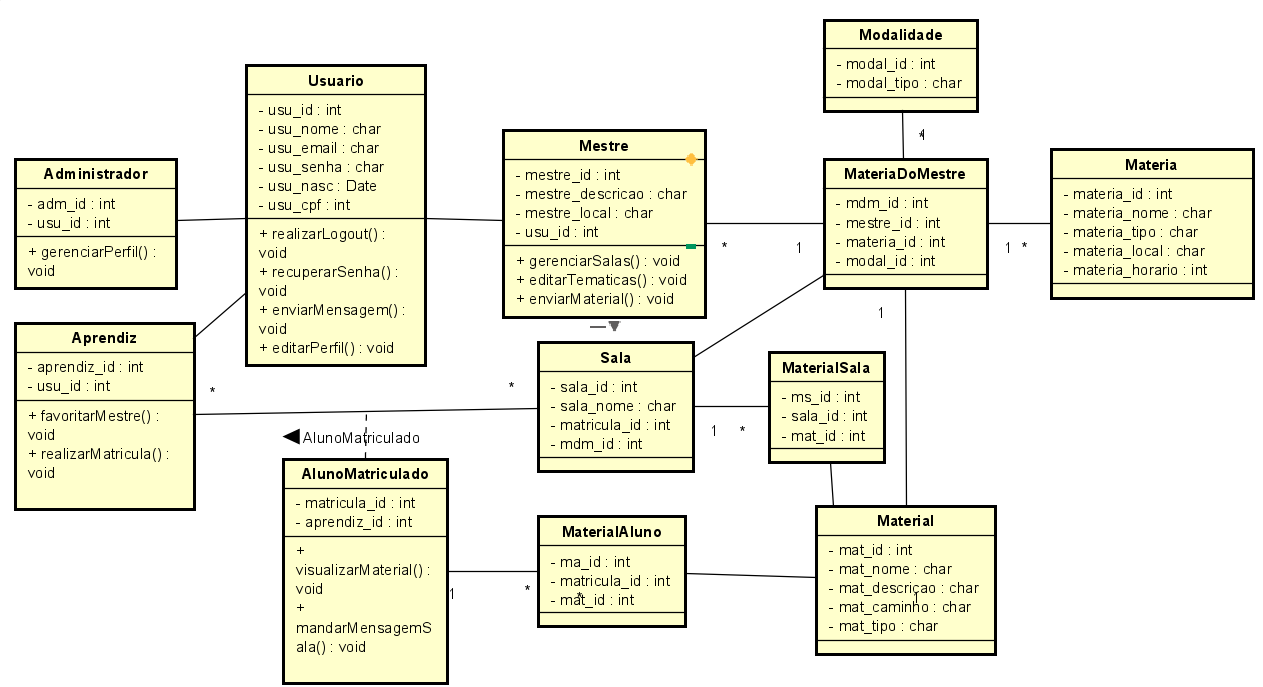 Modalidade
- modal_id : int
- modal_tipo : char
*
1
Usuario
- usu_id : int
- usu_nome : char
- usu_email : char
- usu_senha : char
- usu_nasc : Date
- usu_cpf : int
+ realizarLogout() :
void
+ recuperarSenha() :
void
+ enviarMensagem() :
void
+ editarPerfil() : void
Mestre
- mestre_id : int
- mestre_descricao : char
- mestre_local : char
- usu_id : int
+ gerenciarSalas() : void
+ editarTematicas() : void
+ enviarMaterial() : void
*
1
MateriaDoMestre
- mdm_id : int
- mestre_id : int
- materia_id : int
- modal_id : int
1
*
1
Materia
- materia_id : int
- materia_nome : char
- materia_tipo : char
- materia_local : char
- materia_horario : int
Administrador
- adm_id : int
- usu_id : int
+ gerenciarPerfil() :
void
Aprendiz
- aprendiz_id : int
- usu_id : int
+ favoritarMestre() :
void
+ realizarMatricula() :
void
*
*
AlunoMatriculado
Sala
- sala_id : int
- sala_nome : char
- matricula_id : int
- mdm_id : int
1
*
MaterialSala
- ms_id : int
- sala_id : int
- mat_id : int
AlunoMatriculado
- matricula_id : int
- aprendiz_id : int
+
visualizarMaterial() :
void
+
mandarMensagemS
ala() : void
1
*
MaterialAluno
- ma_id : int
- matricula_id : int
- mat_id : int
*
Material
- mat_id : int
- mat_nome : char
- mat_descriçao : char
- mat_caminho : char
- mat_tipo : char
1